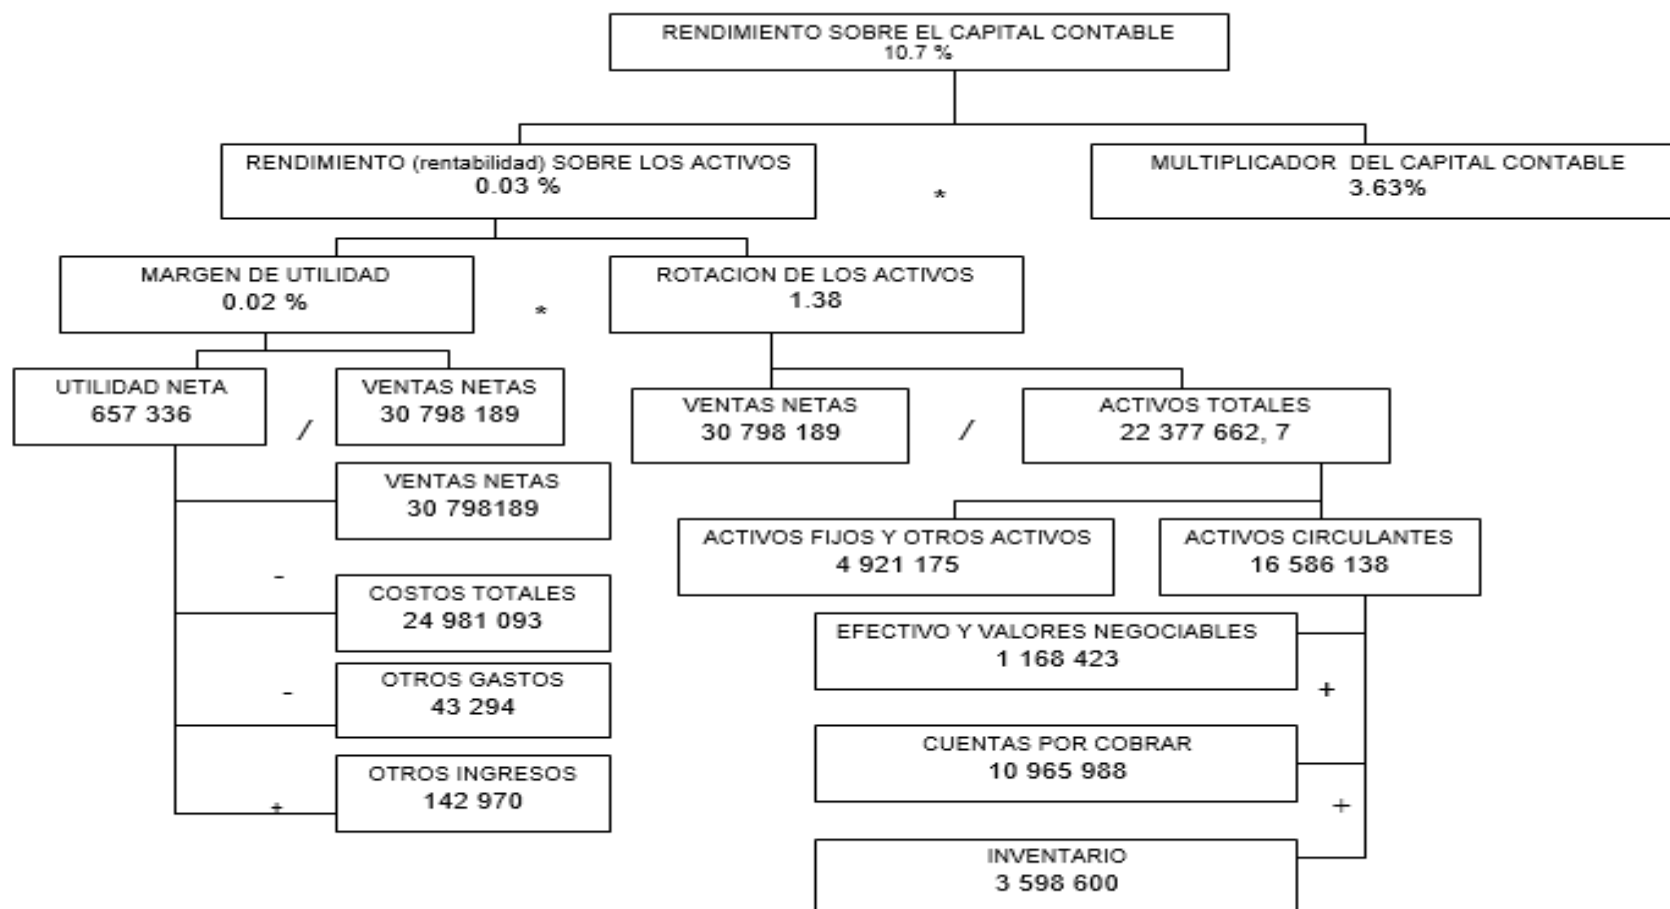 RENDIMIENTO SOBRE EL CAPITAL CONTABLE
10.7 %
RENDIMIENTO (rentabilidad) SOBRE LOS ACTIVOS
0.03 %
*
MULTIPLICADOR DEL CAPITAL CONTABLE
3.63%
MARGEN DE UTILIDAD
0.02 %
*
ROTACION DE LOS ACTIVOS
1.38
UTILIDAD NETA
657 336
/
VENTAS NETAS
30 798 189
VENTAS NETAS
30 798 189
/
ACTIVOS TOTALES
22 377 662, 7
VENTAS NETAS
30 798189
-
COSTOS TOTALES
24 981 093
-
OTROS GASTOS
43 294
+
OTROS INGRESOS
142 970
ACTIVOS FIJOS Y OTROS ACTIVOS
4 921 175
ACTIVOS CIRCULANTES
16 586 138
EFECTIVO Y VALORES NEGOCIABLES
1 168 423
+
CUENTAS POR COBRAR
10 965 988
+
INVENTARIO
3 598 600